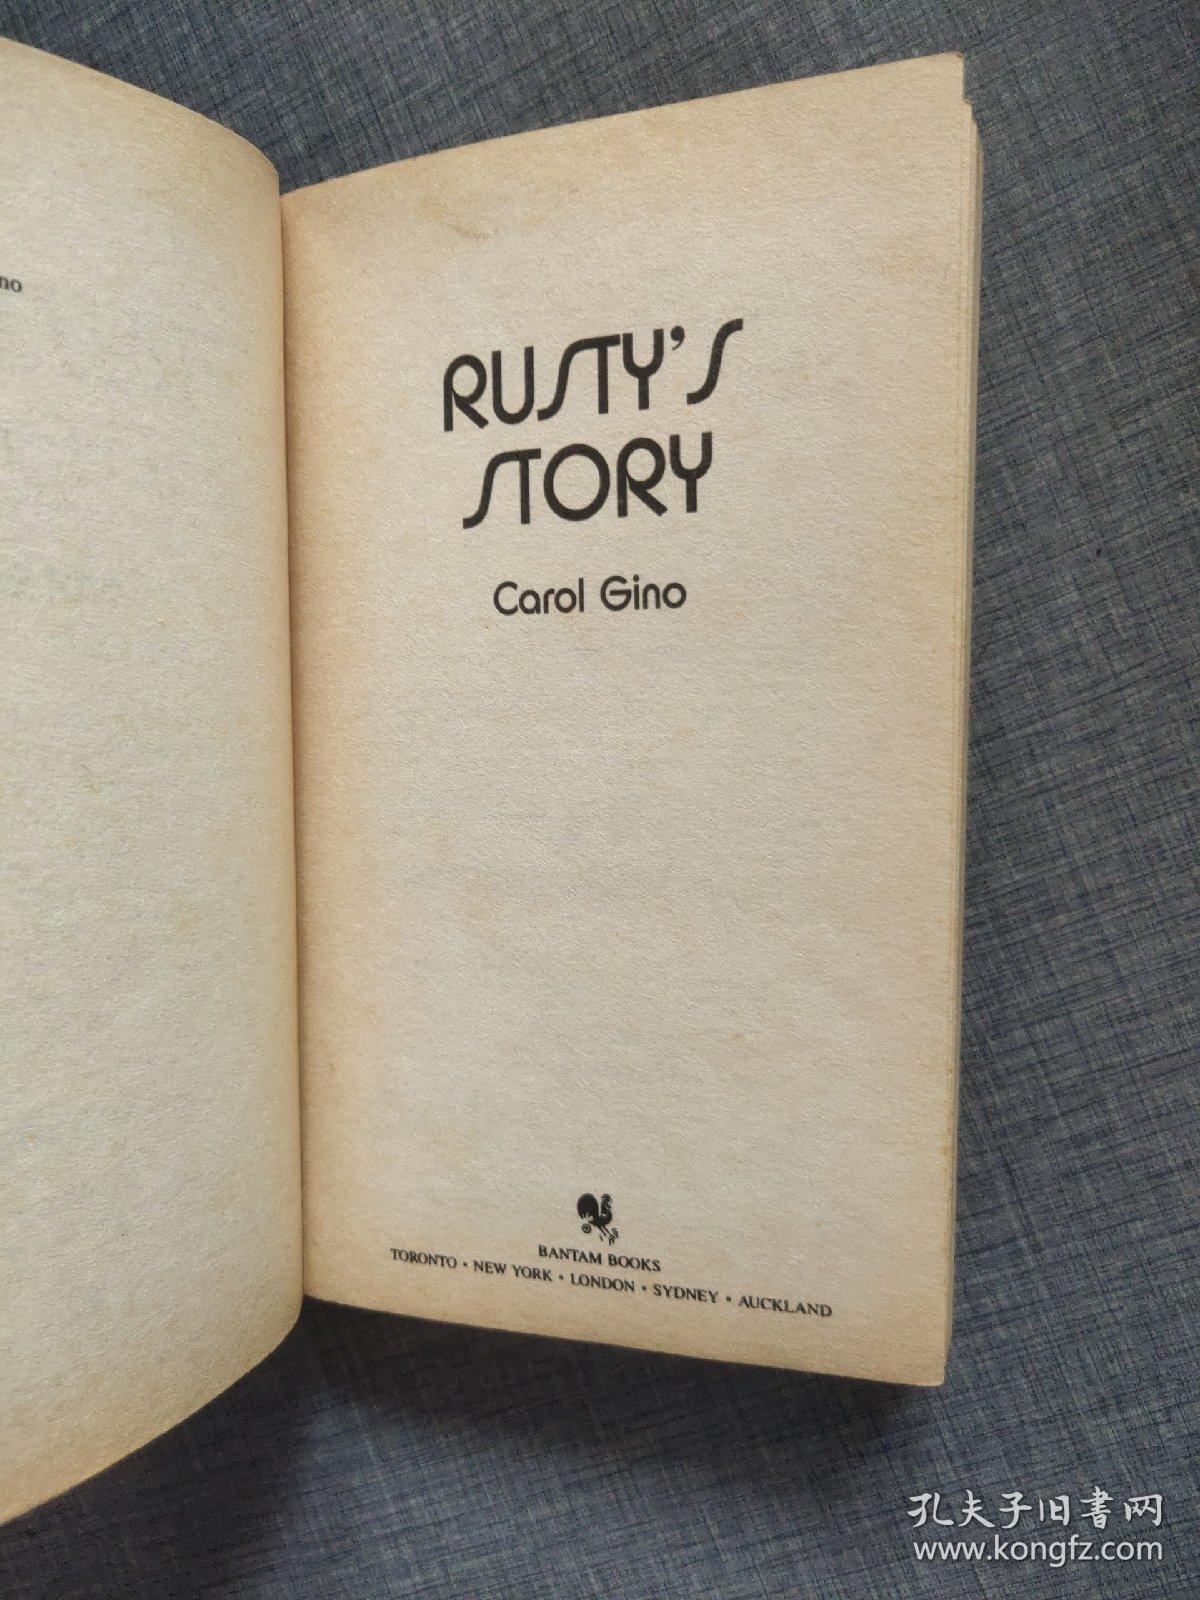 RUSTY'S
STORY
Carol Gino
BANTAM BOOKS
TORONTO • NEW YORK • LONDON • SYDNEY • AUCKLAND
孔夫子旧书网
www.kongfz.com